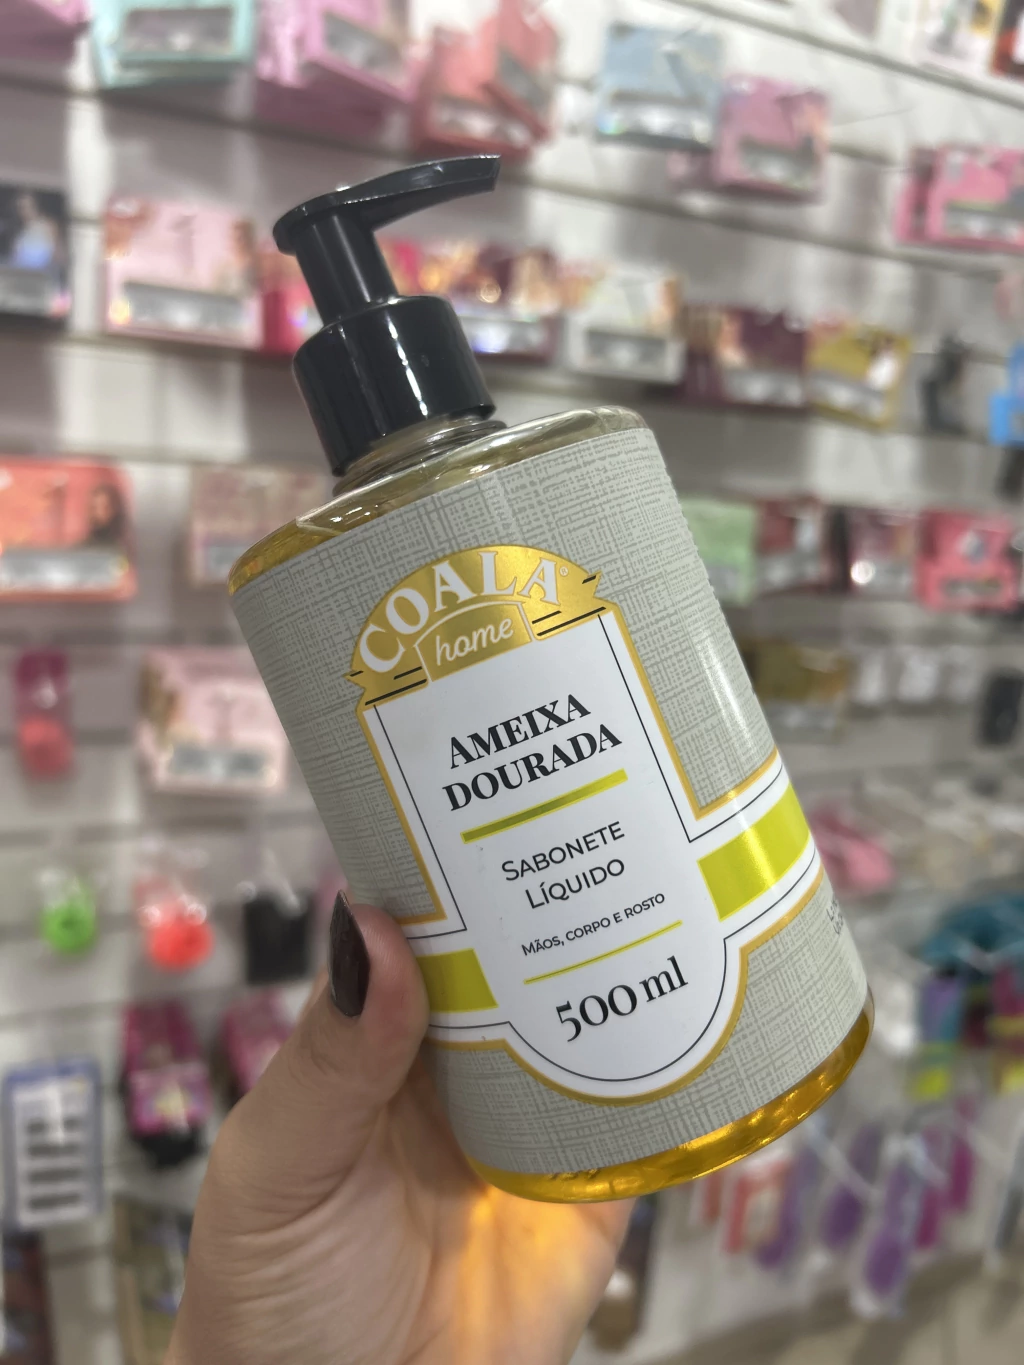 COALA®
home
AMEIXA
DOURADA
SABONETE
LÍQUIDO
MÃOS, CORPO E ROSTO
500 ml